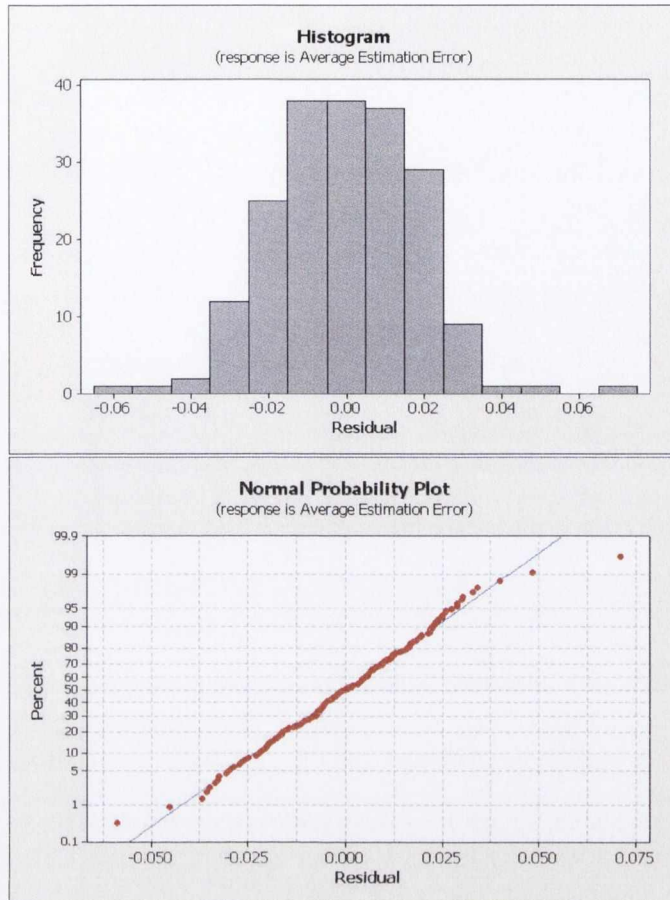 Histogram
(response is Average Estimation Error)
40
30
20
10
0
Frequency
-0.06 -0.04 -0.02 0.00 0.02 0.04 0.06
Residual
Normal Probability Plot
(response is Average Estimation Error)
99.9
99
95
90
80
70
60
50
40
30
20
10
5
1
0.1
Percent
-0.050 -0.025 0.000 0.025 0.050 0.075
Residual